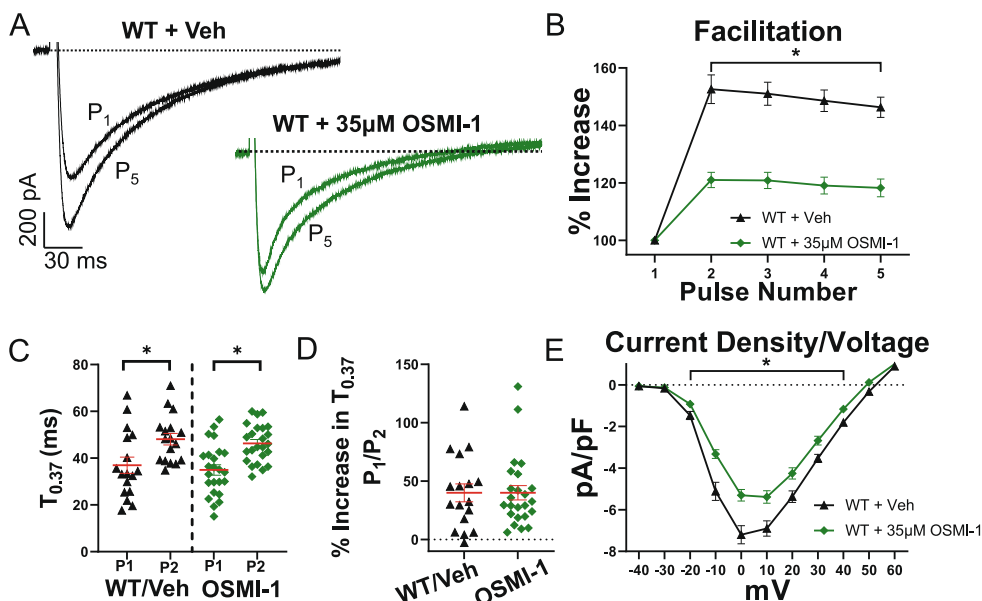 A
WT + Veh
P1
P5
200 pA
30 ms
WT + 35µM OSMI-1
P1
P5
B
Facilitation
*
% Increase
160
140
120
100
WT + Veh
WT + 35µM OSMI-1
1 2 3 4 5
Pulse Number
C
T0.37 (ms)
80
60
40
20
0
* *
P1 P2 P1 P2
WT/Veh OSMI-1
D
% Increase in T0.37
P1/P2
150
100
50
0
WT/Veh OSMI-1
E
Current Density/Voltage
*
pA/pF
0
-2
-4
-6
-8
WT + Veh
WT + 35µM OSMI-1
-40 -30 -20 -10 0 10 20 30 40 50 60
mV